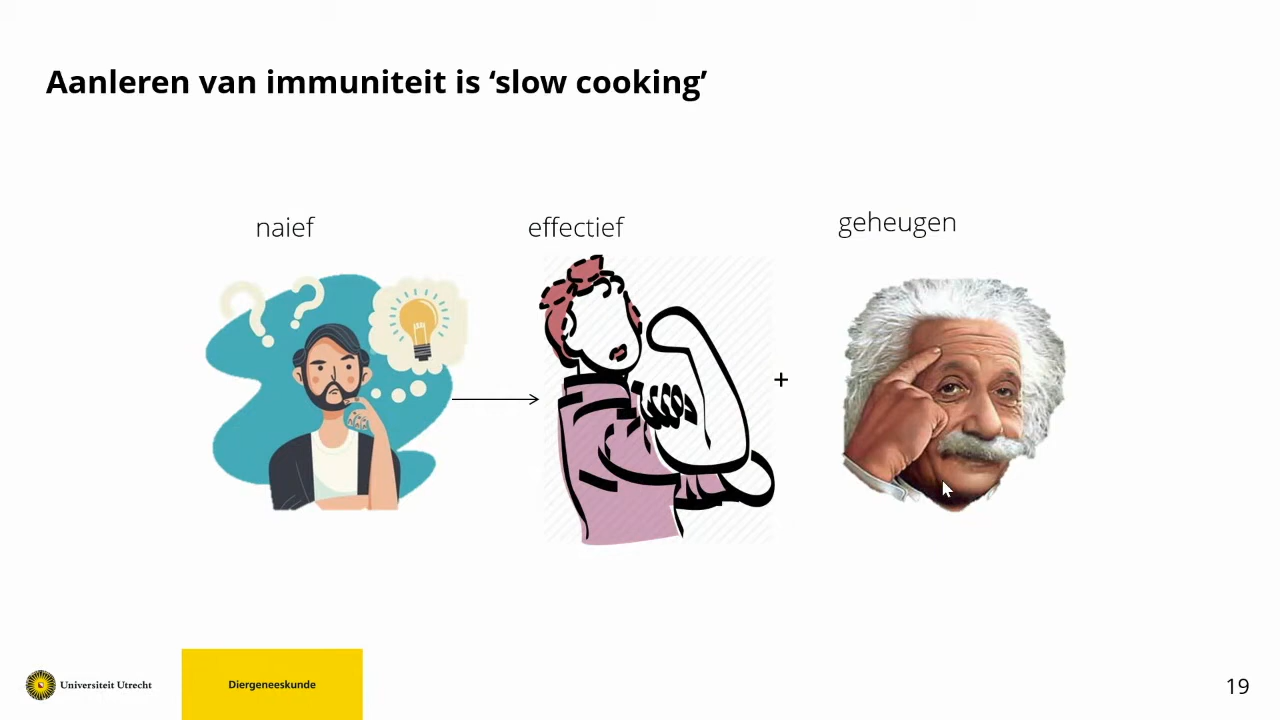 Aanleren van immuniteit is ‘slow cooking’
naief
effectief
geheugen
+
Universiteit Utrecht
Diergeneeskunde
19